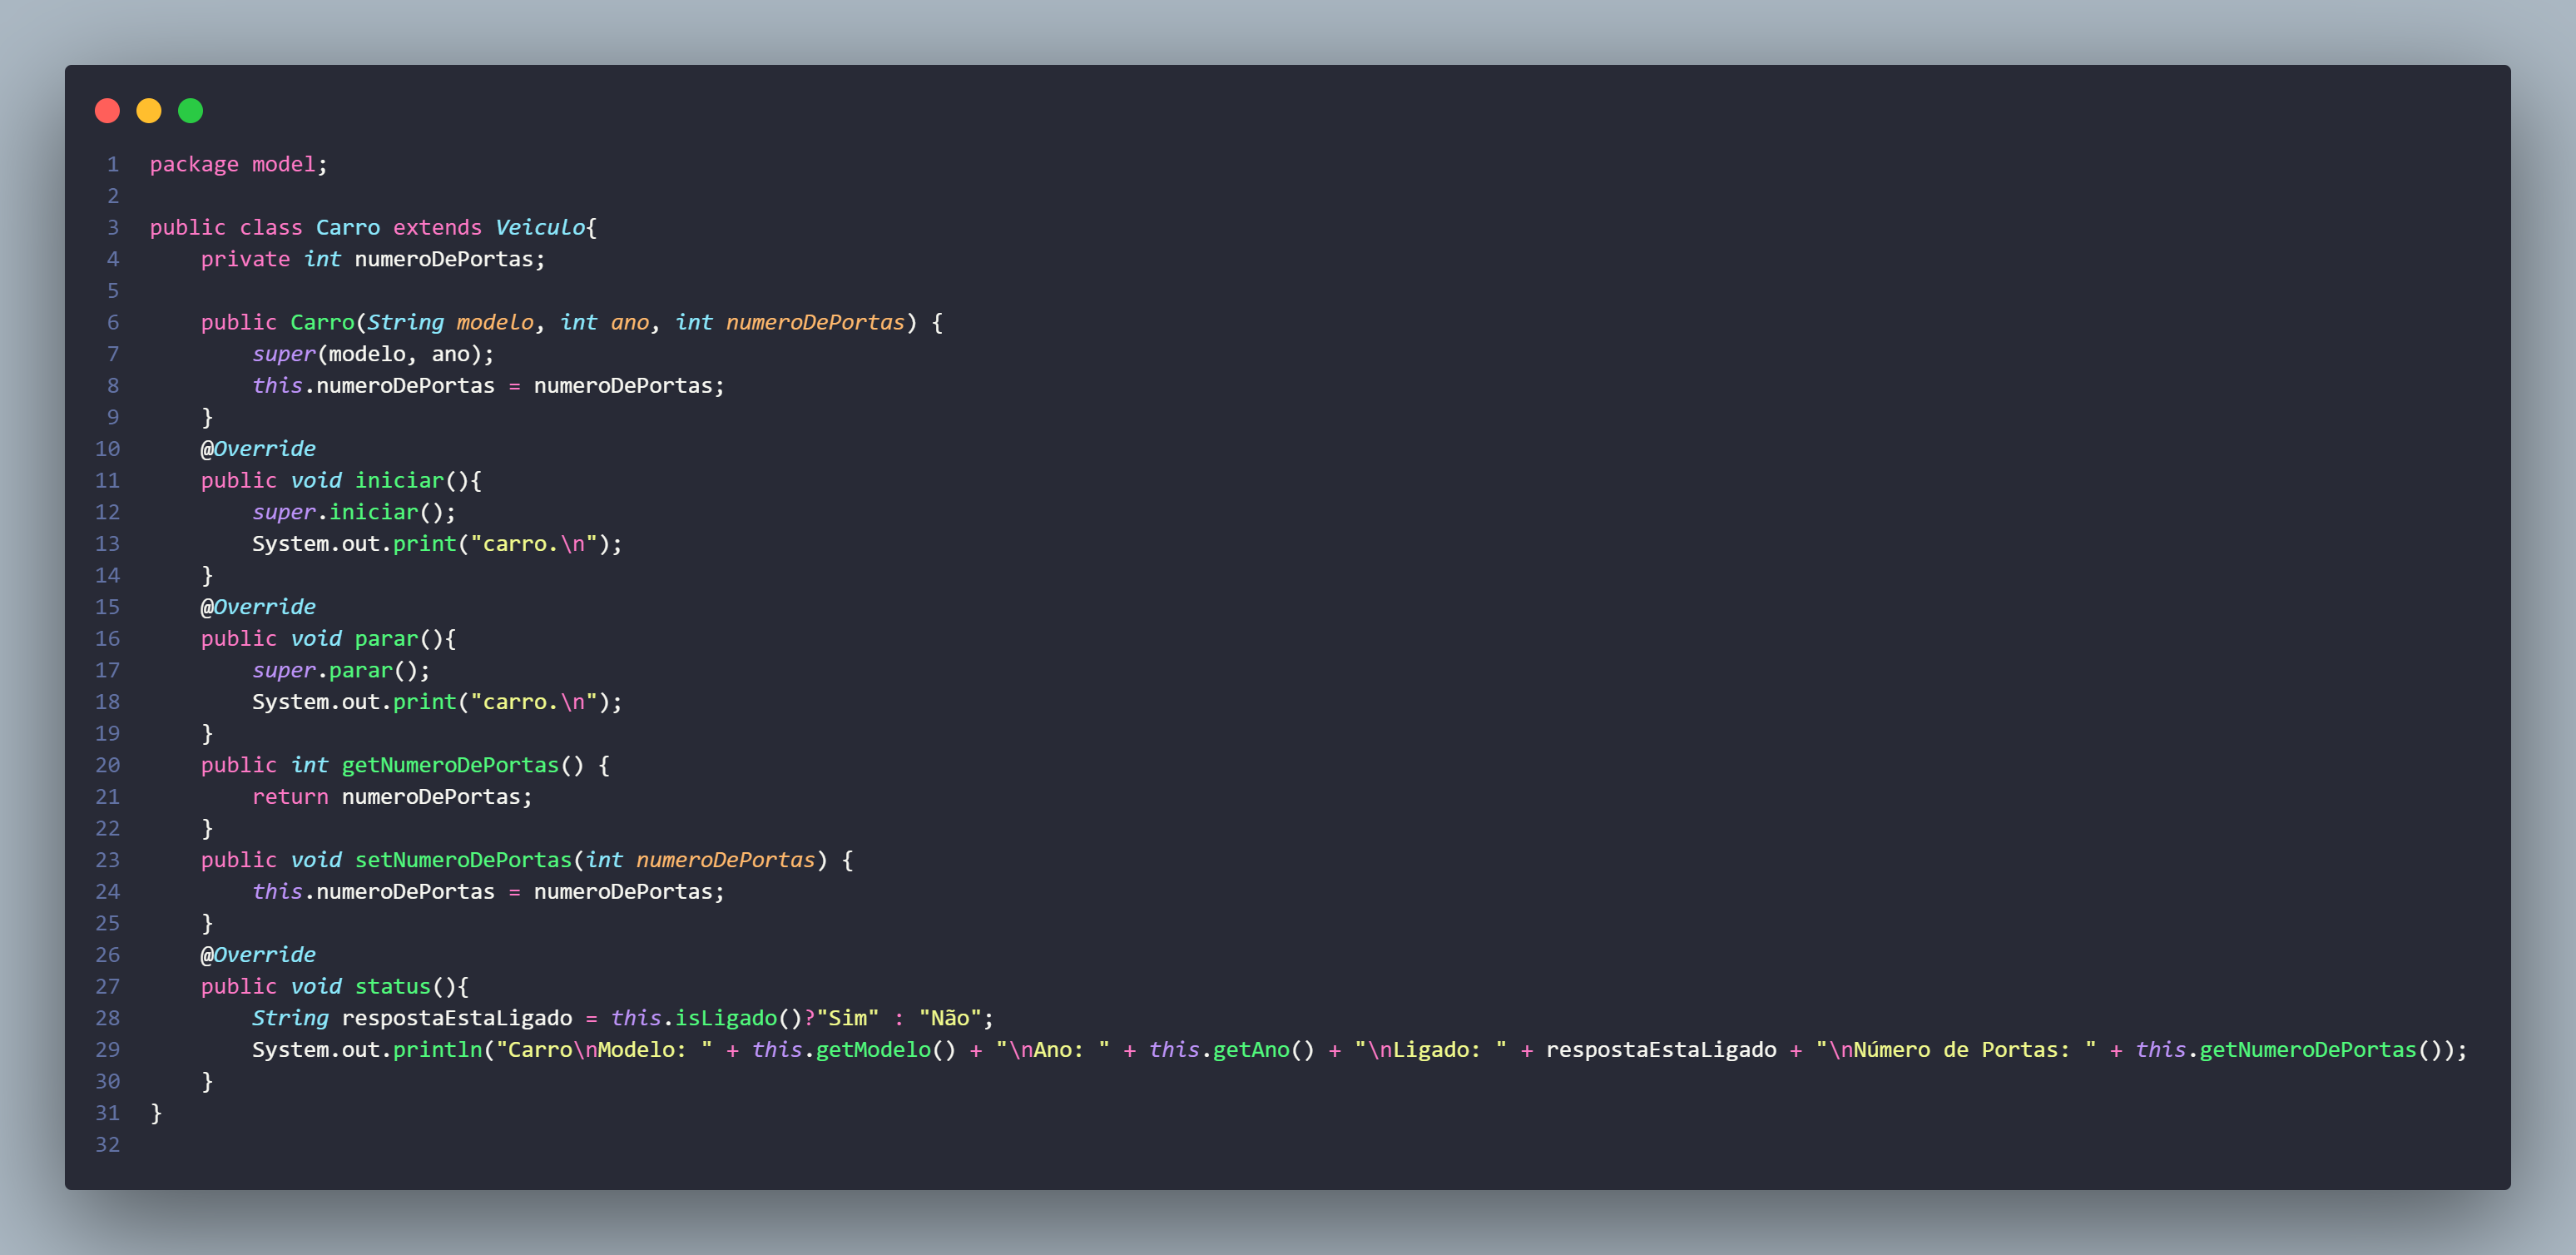 1 package model;
2
3 public class Carro extends Veiculo{
4     private int numeroDePortas;
5
6     public Carro(String modelo, int ano, int numeroDePortas) {
7         super(modelo, ano);
8         this.numeroDePortas = numeroDePortas;
9     }
10     @Override
11     public void iniciar(){
12         super.iniciar();
13         System.out.print("carro.\n");
14     }
15     @Override
16     public void parar(){
17         super.parar();
18         System.out.print("carro.\n");
19     }
20     public int getNumeroDePortas() {
21         return numeroDePortas;
22     }
23     public void setNumeroDePortas(int numeroDePortas) {
24         this.numeroDePortas = numeroDePortas;
25     }
26     @Override
27     public void status(){
28         String respostaEstaLigado = this.isLigado()?"Sim" : "Não";
29         System.out.println("Carro\nModelo: " + this.getModelo() + "\nAno: " + this.getAno() + "\nLigado: " + respostaEstaLigado + "\nNúmero de Portas: " + this.getNumeroDePortas());
30     }
31 }
32